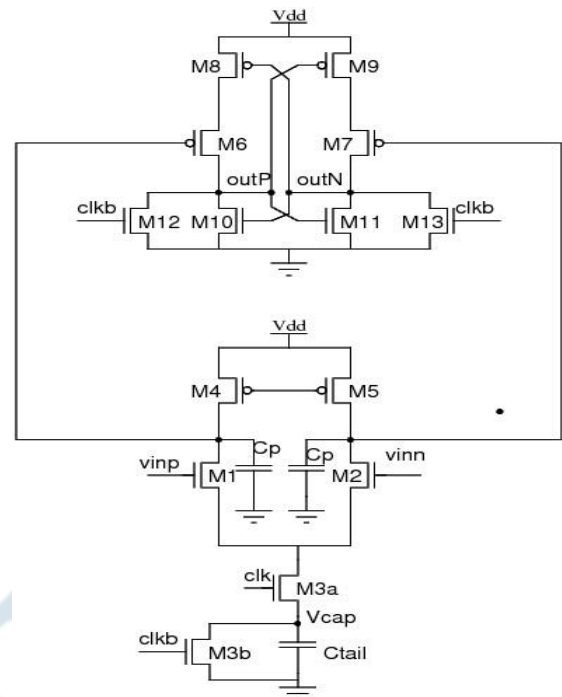 Vdd
M8 M9
M6 M7
outP outN
clkb M12 M10 M11 M13 clkb
Vdd
M4 M5
Cp Cp
vinp M1 M2 vinn
clk M3a
Vcap
clkb M3b Ctail